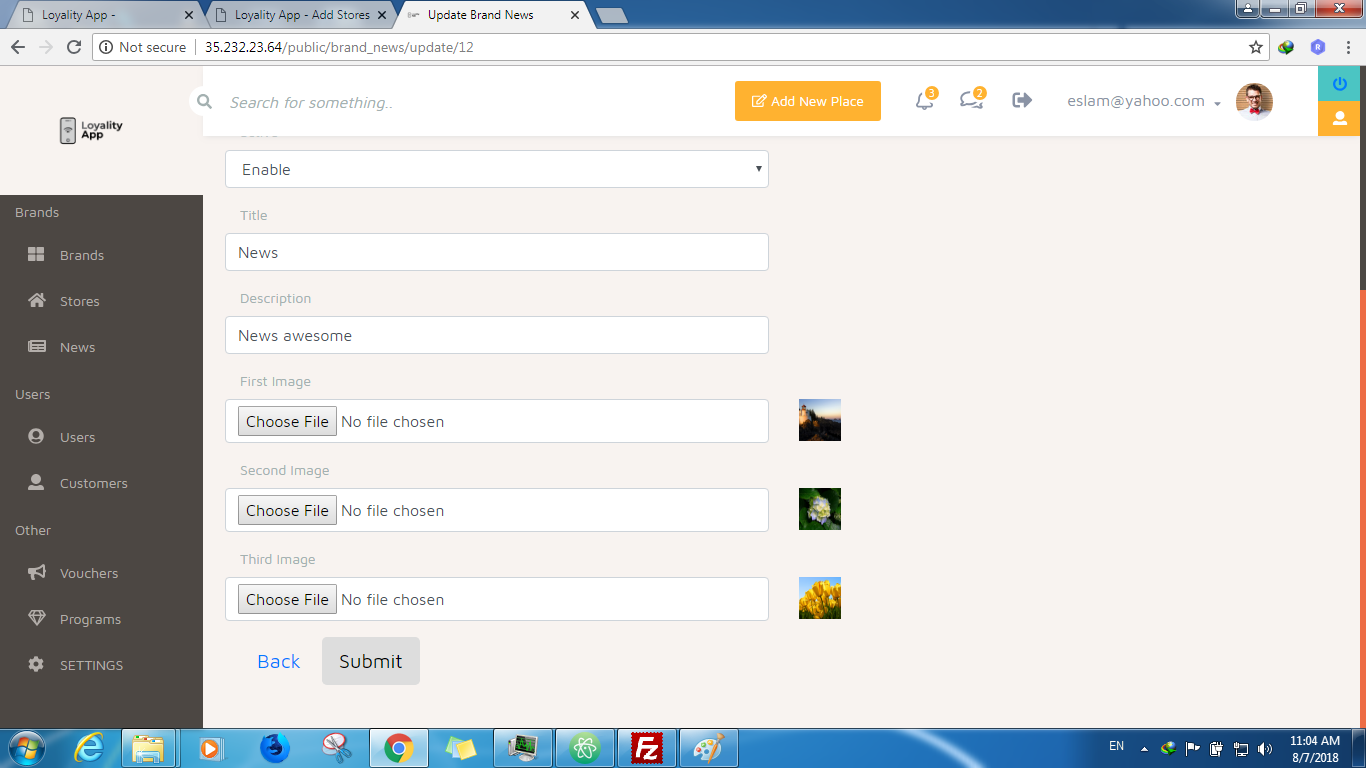 Loyality App -
Loyality App - Add Stores
Update Brand News
Not secure
35.232.23.64/public/brand_news/update/12
R
Loyality
App
Search for something..
Add New Place
3
2
eslam@yahoo.com
Brands
Brands
Stores
News
Users
Users
Customers
Other
Vouchers
Programs
SETTINGS
Enable
Title
News
Description
News awesome
First Image
Choose File No file chosen
Second Image
Choose File No file chosen
Third Image
Choose File No file chosen
Back
Submit
Fz
EN
11:04 AM
8/7/2018